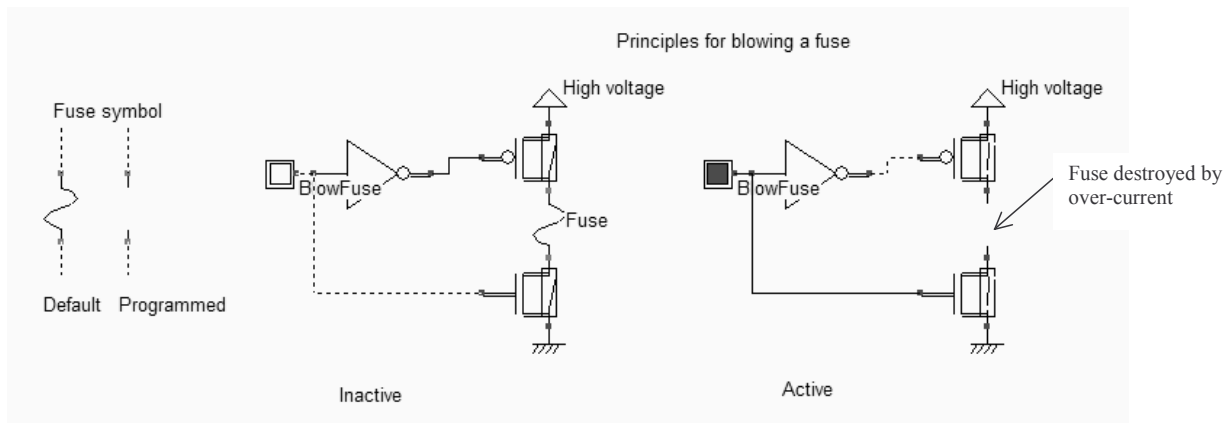 Principles for blowing a fuse
Fuse symbol
Default
Programmed
High voltage
BlowFuse
Fuse
Inactive
High voltage
BlowFuse
Active
Fuse destroyed by
over-current